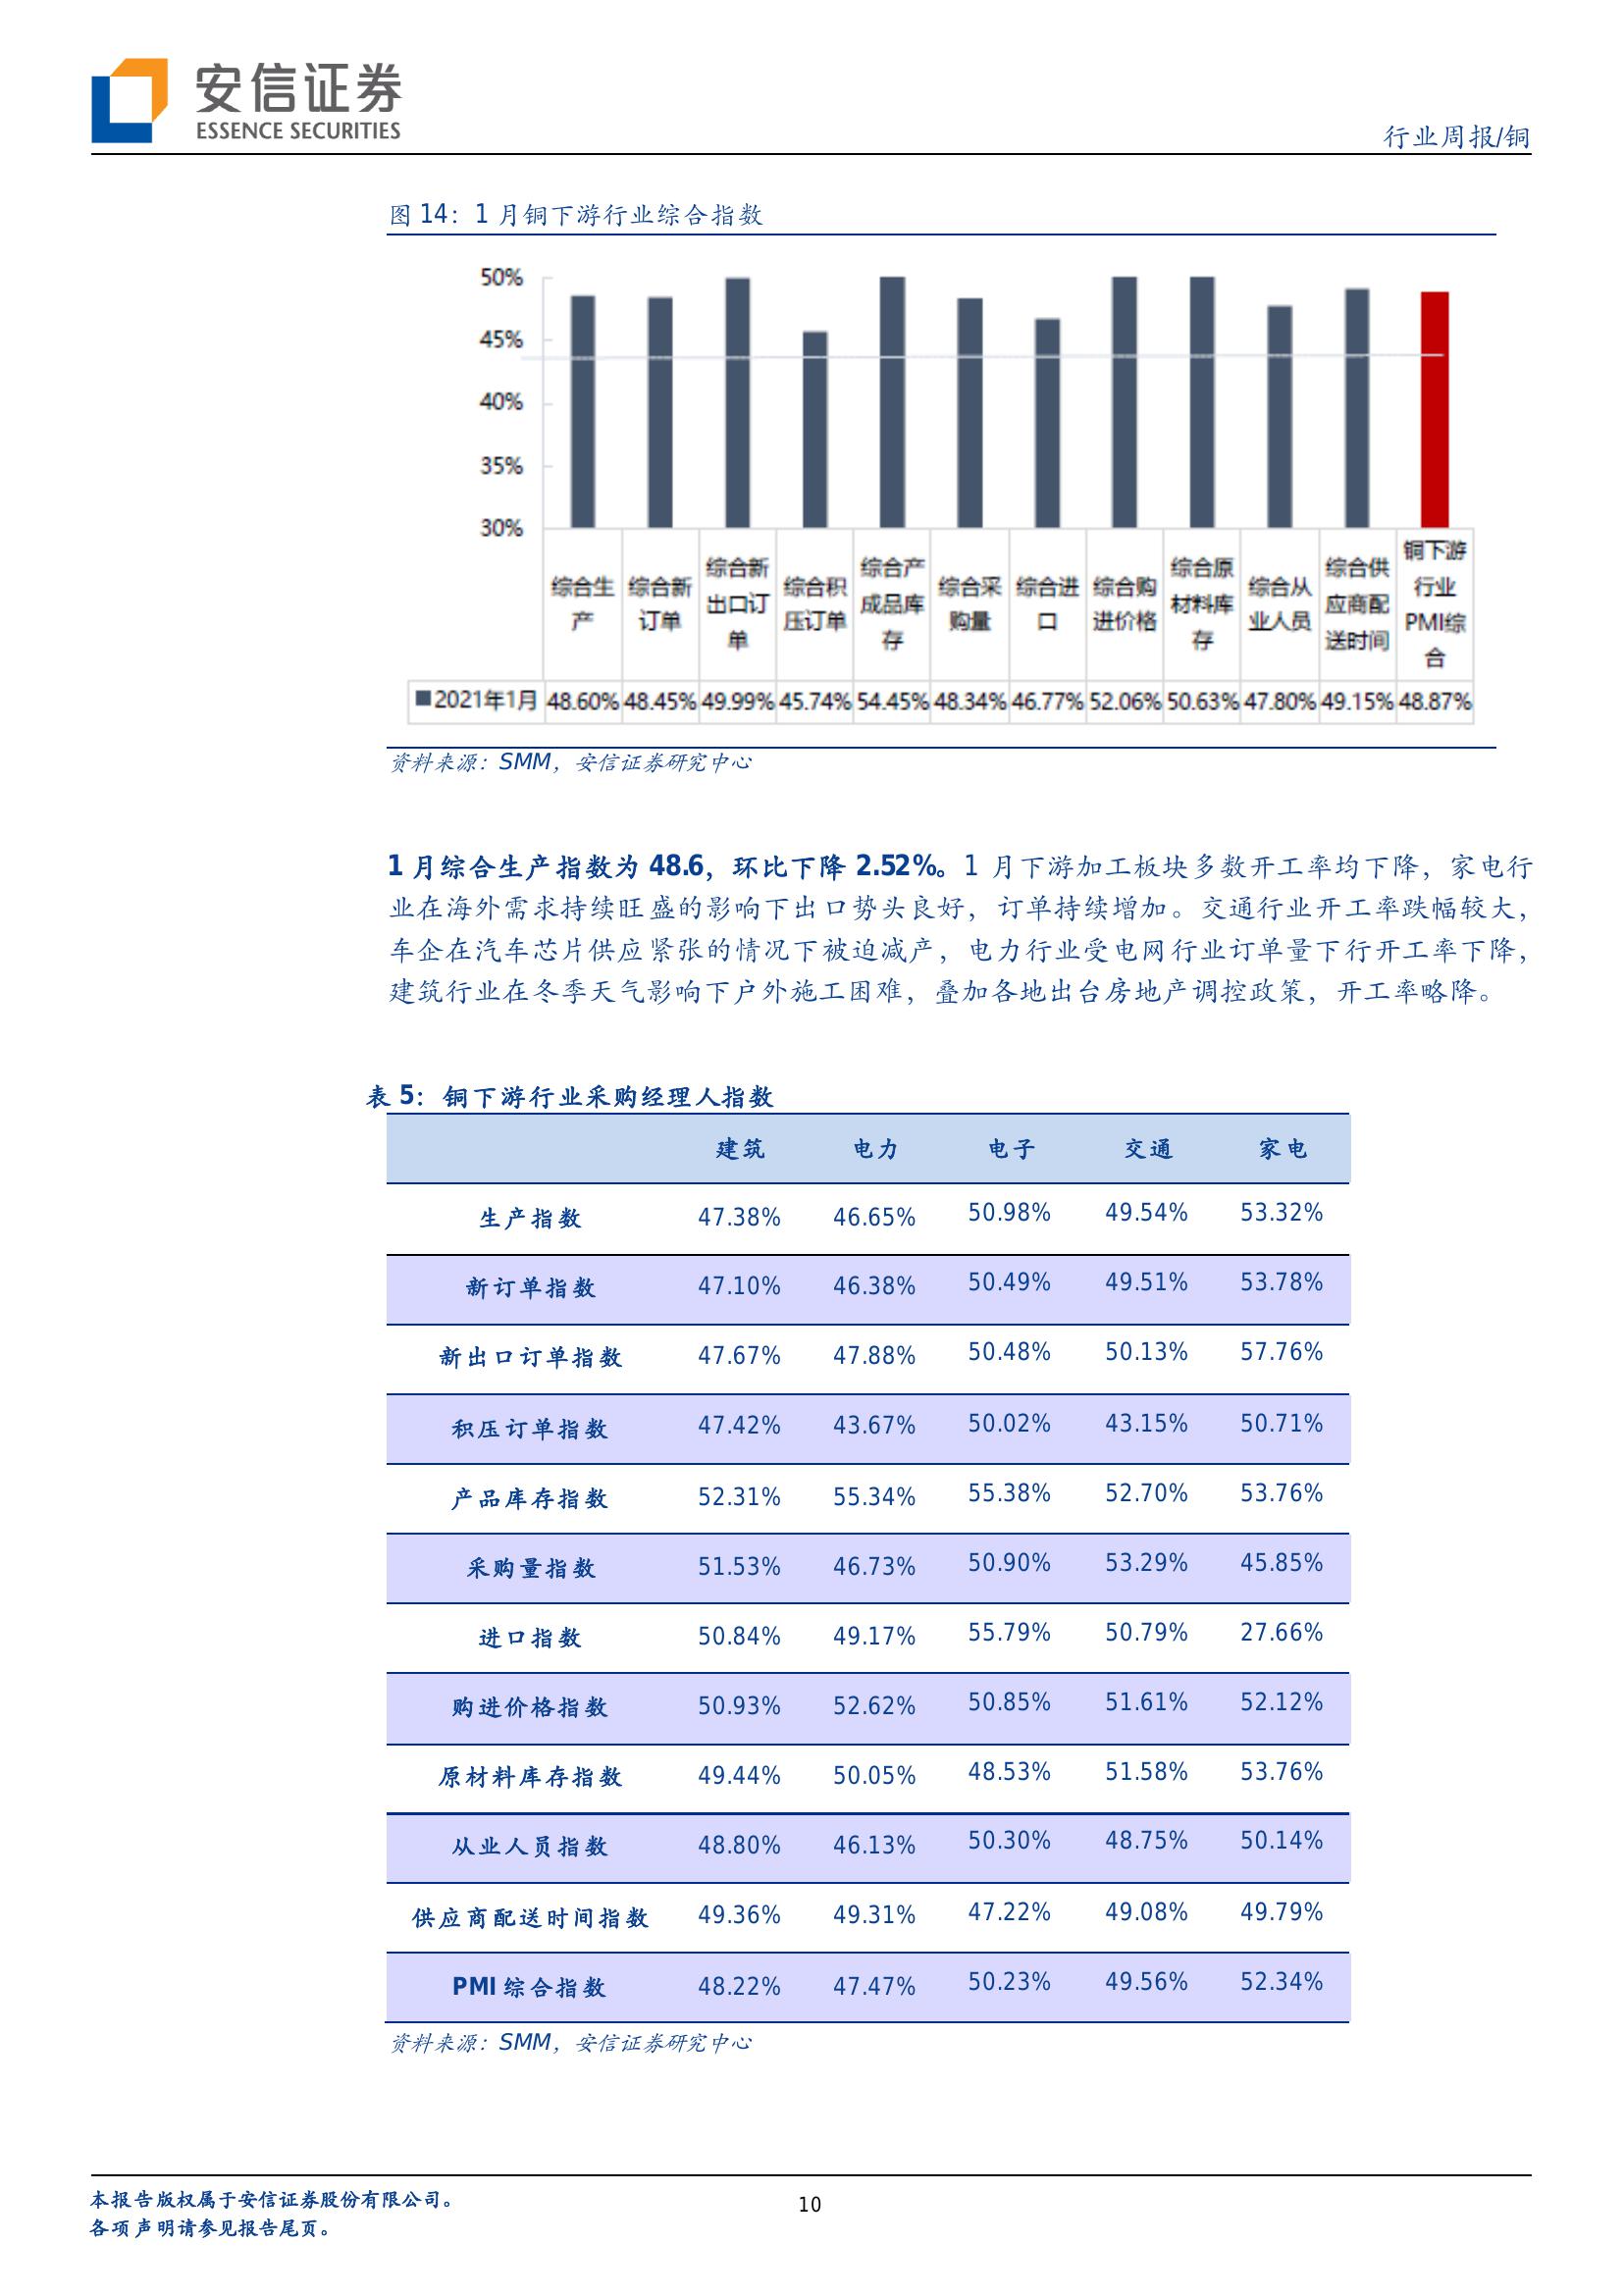 安信证券
ESSENCE SECURITIES
行业周报/铜
图 14：1 月铜下游行业综合指数
50%
45%
40%
35%
30%
综合生产 综合新订单 综合新出口订单 综合积压订单 综合产成品库存 综合采购量 综合进口 综合购进价格 综合原材料库存 综合从业人员 综合供应商配送时间 铜下游行业PMI综合
■2021年1月 48.60% 48.45% 49.99% 45.74% 54.45% 48.34% 46.77% 52.06% 50.63% 47.80% 49.15% 48.87%
资料来源：SMM，安信证券研究中心
1 月综合生产指数为 48.6，环比下降 2.52%。1 月下游加工板块多数开工率均下降，家电行
业在海外需求持续旺盛的影响下出口势头良好，订单持续增加。交通行业开工率跌幅较大，
车企在汽车芯片供应紧张的情况下被迫减产，电力行业受电网行业订单量下行开工率下降，
建筑行业在冬季天气影响下户外施工困难，叠加各地出台房地产调控政策，开工率略降。
表 5：铜下游行业采购经理人指数
建筑 电力 电子 交通 家电
生产指数 47.38% 46.65% 50.98% 49.54% 53.32%
新订单指数 47.10% 46.38% 50.49% 49.51% 53.78%
新出口订单指数 47.67% 47.88% 50.48% 50.13% 57.76%
积压订单指数 47.42% 43.67% 50.02% 43.15% 50.71%
产品库存指数 52.31% 55.34% 55.38% 52.70% 53.76%
采购量指数 51.53% 46.73% 50.90% 53.29% 45.85%
进口指数 50.84% 49.17% 55.79% 50.79% 27.66%
购进价格指数 50.93% 52.62% 50.85% 51.61% 52.12%
原材料库存指数 49.44% 50.05% 48.53% 51.58% 53.76%
从业人员指数 48.80% 46.13% 50.30% 48.75% 50.14%
供应商配送时间指数 49.36% 49.31% 47.22% 49.08% 49.79%
PMI 综合指数 48.22% 47.47% 50.23% 49.56% 52.34%
资料来源：SMM，安信证券研究中心
本报告版权属于安信证券股份有限公司。
各项声明请参见报告尾页。
10